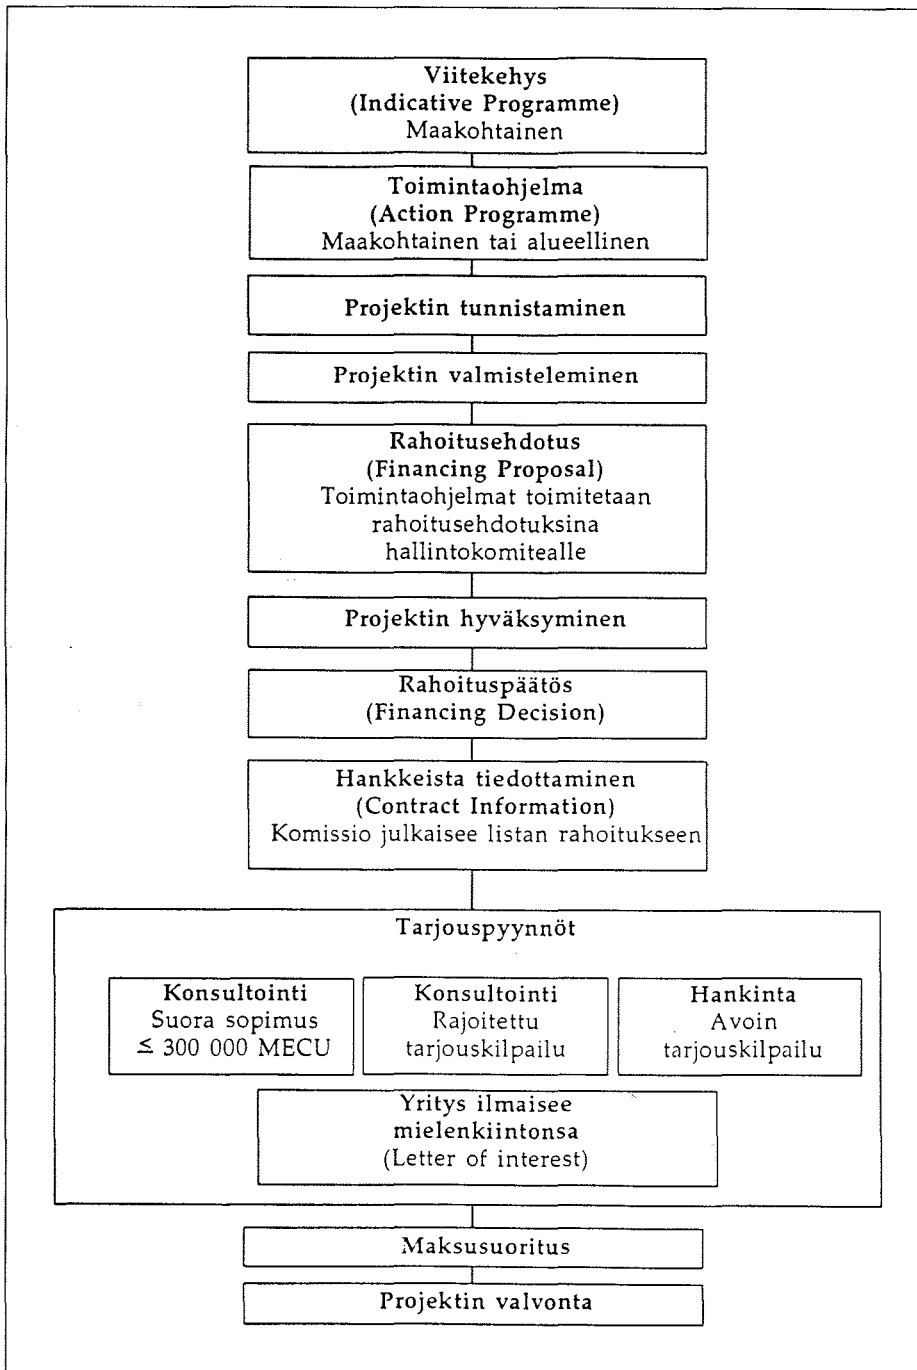 Viitekehys
(Indicative Programme)
Maakohtainen
Toimintaohjelma
(Action Programme)
Maakohtainen tai alueellinen
Projektin tunnistaminen
Projektin valmisteleminen
Rahoitusehdotus
(Financing Proposal)
Toimintaohjelmat toimitetaan
rahoitusehdotuksina
hallintokomitealle
Projektin hyväksyminen
Rahoituspäätös
(Financing Decision)
Hankkeista tiedottaminen
(Contract Information)
Komissio julkaisee listan rahoitukseen
Tarjouspyynnöt
Konsultointi
Suora sopimus
≤ 300 000 MECU
Konsultointi
Rajoitettu
tarjouskilpailu
Hankinta
Avoin
tarjouskilpailu
Yritys ilmaisee
mielenkiintonsa
(Letter of interest)
Maksusuoritus
Projektin valvonta